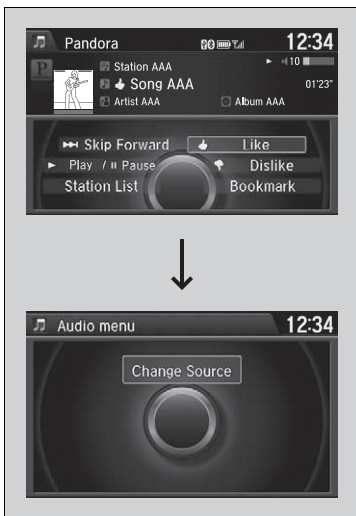 Pandora 12:34
P Station AAA 10
Song AAA 01'23"
Artist AAA Album AAA
Skip Forward Like
Play / Pause Dislike
Station List Bookmark
Audio menu 12:34
Change Source